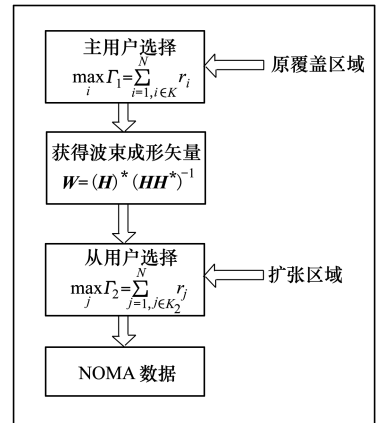 主用户选择
max_i Γ₁=∑_{i=1,i∈K}^N r_i
原覆盖区域
获得波束成形矢量
W=(H)*(HH*)⁻¹
从用户选择
max_j Γ₂=∑_{j=1,j∈K₂}^N r_j
扩张区域
NOMA 数据